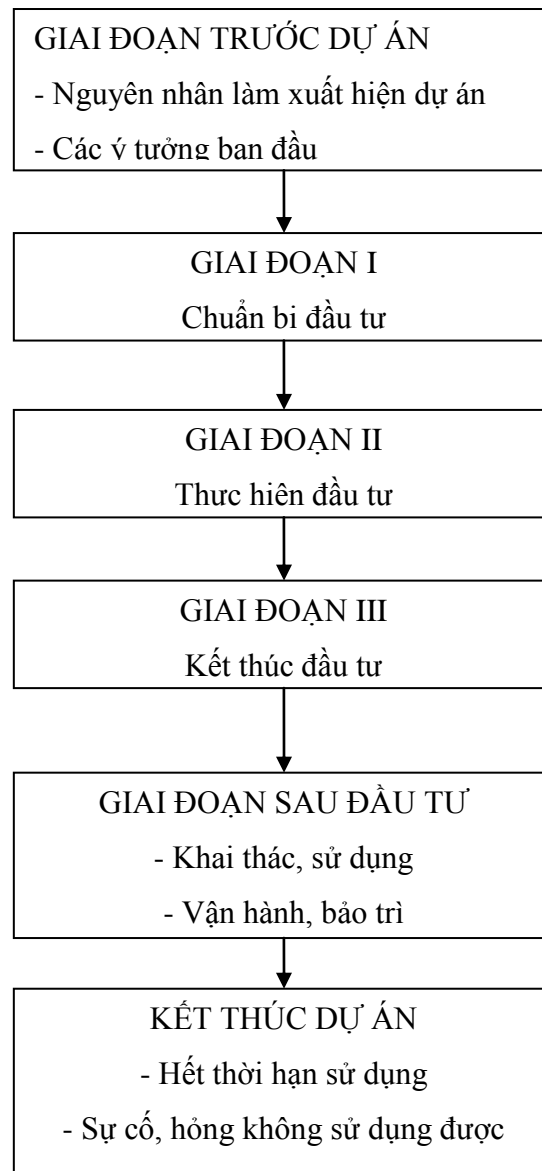 GIAI ĐOẠN TRƯỚC DỰ ÁN
- Nguyên nhân làm xuất hiện dự án
- Các ý tưởng ban đầu
GIAI ĐOẠN I
Chuẩn bi đầu tư
GIAI ĐOẠN II
Thưc hiên đầu tư
GIAI ĐOẠN III
Kết thúc đầu tư
GIAI ĐOẠN SAU ĐẦU TƯ
- Khai thác, sử dụng
- Vận hành, bảo trì
KẾT THÚC DỰ ÁN
- Hết thời hạn sử dụng
- Sự cố, hỏng không sử dụng được